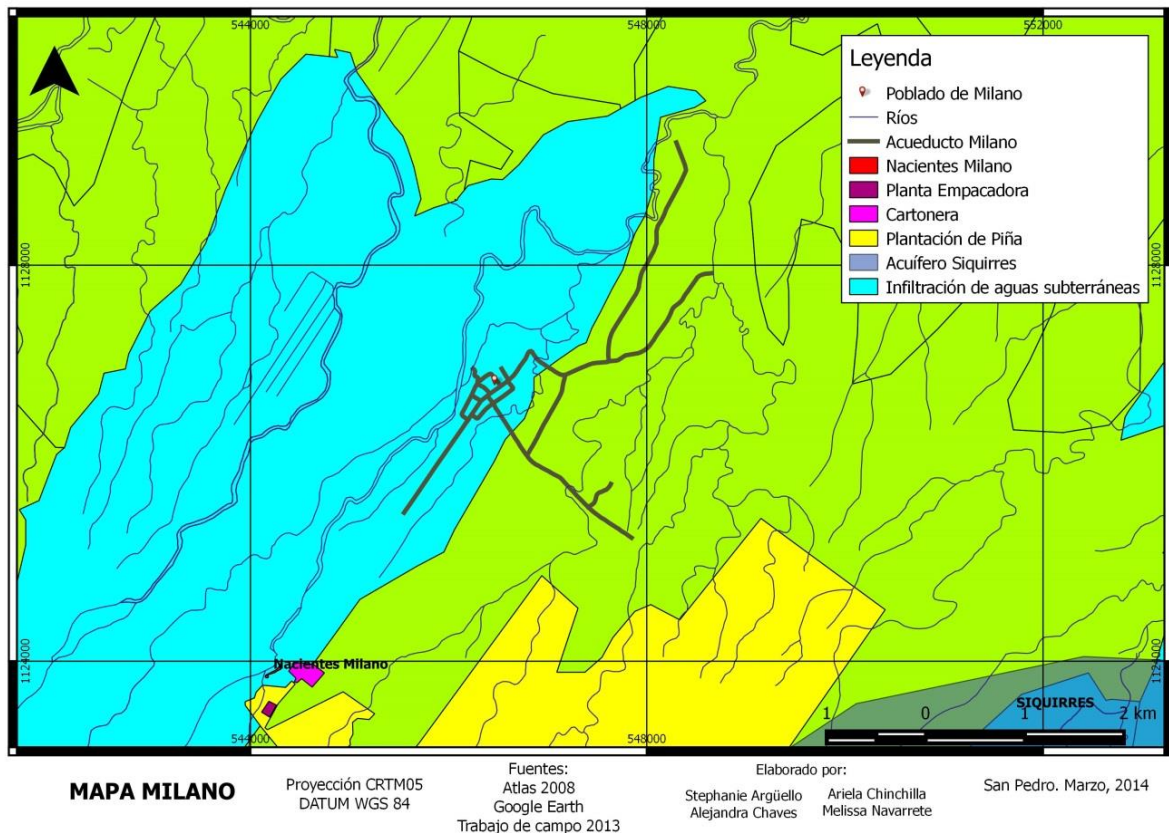 544000
548000
552000
Leyenda
Poblado de Milano
Ríos
Acueducto Milano
Nacientes Milano
Planta Empacadora
Cartonera
Plantación de Piña
Acuífero Siquirres
Infiltración de aguas subterráneas
1128000
1128000
1124000
1124000
Nacientes Milano
SIQUIRRES
1 0 1 2 km
544000
548000
MAPA MILANO
Proyección CRTM05
DATUM WGS 84
Fuentes:
Atlas 2008
Google Earth
Trabajo de campo 2013
Elaborado por:
Stephanie Argüello
Alejandra Chaves
Ariela Chinchilla
Melissa Navarrete
San Pedro. Marzo, 2014